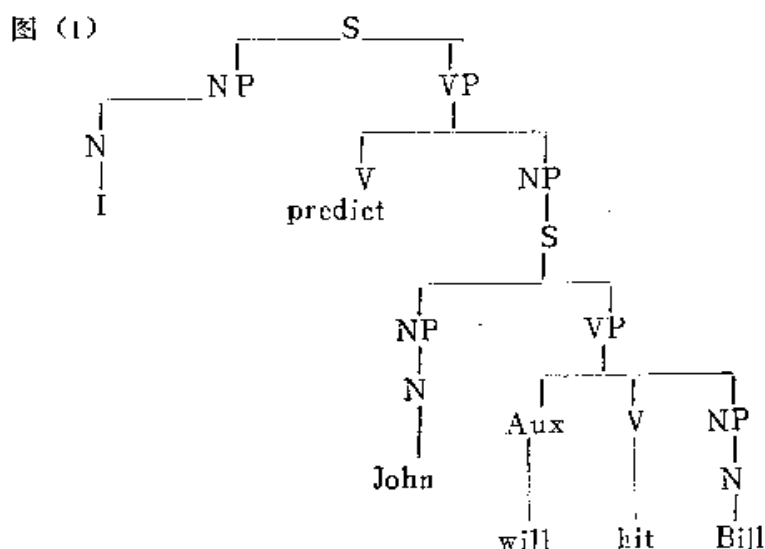 图（1） S
NP VP
N
I
V NP
predict
S
NP VP
N
Aux V NP
John N
will hit Bill